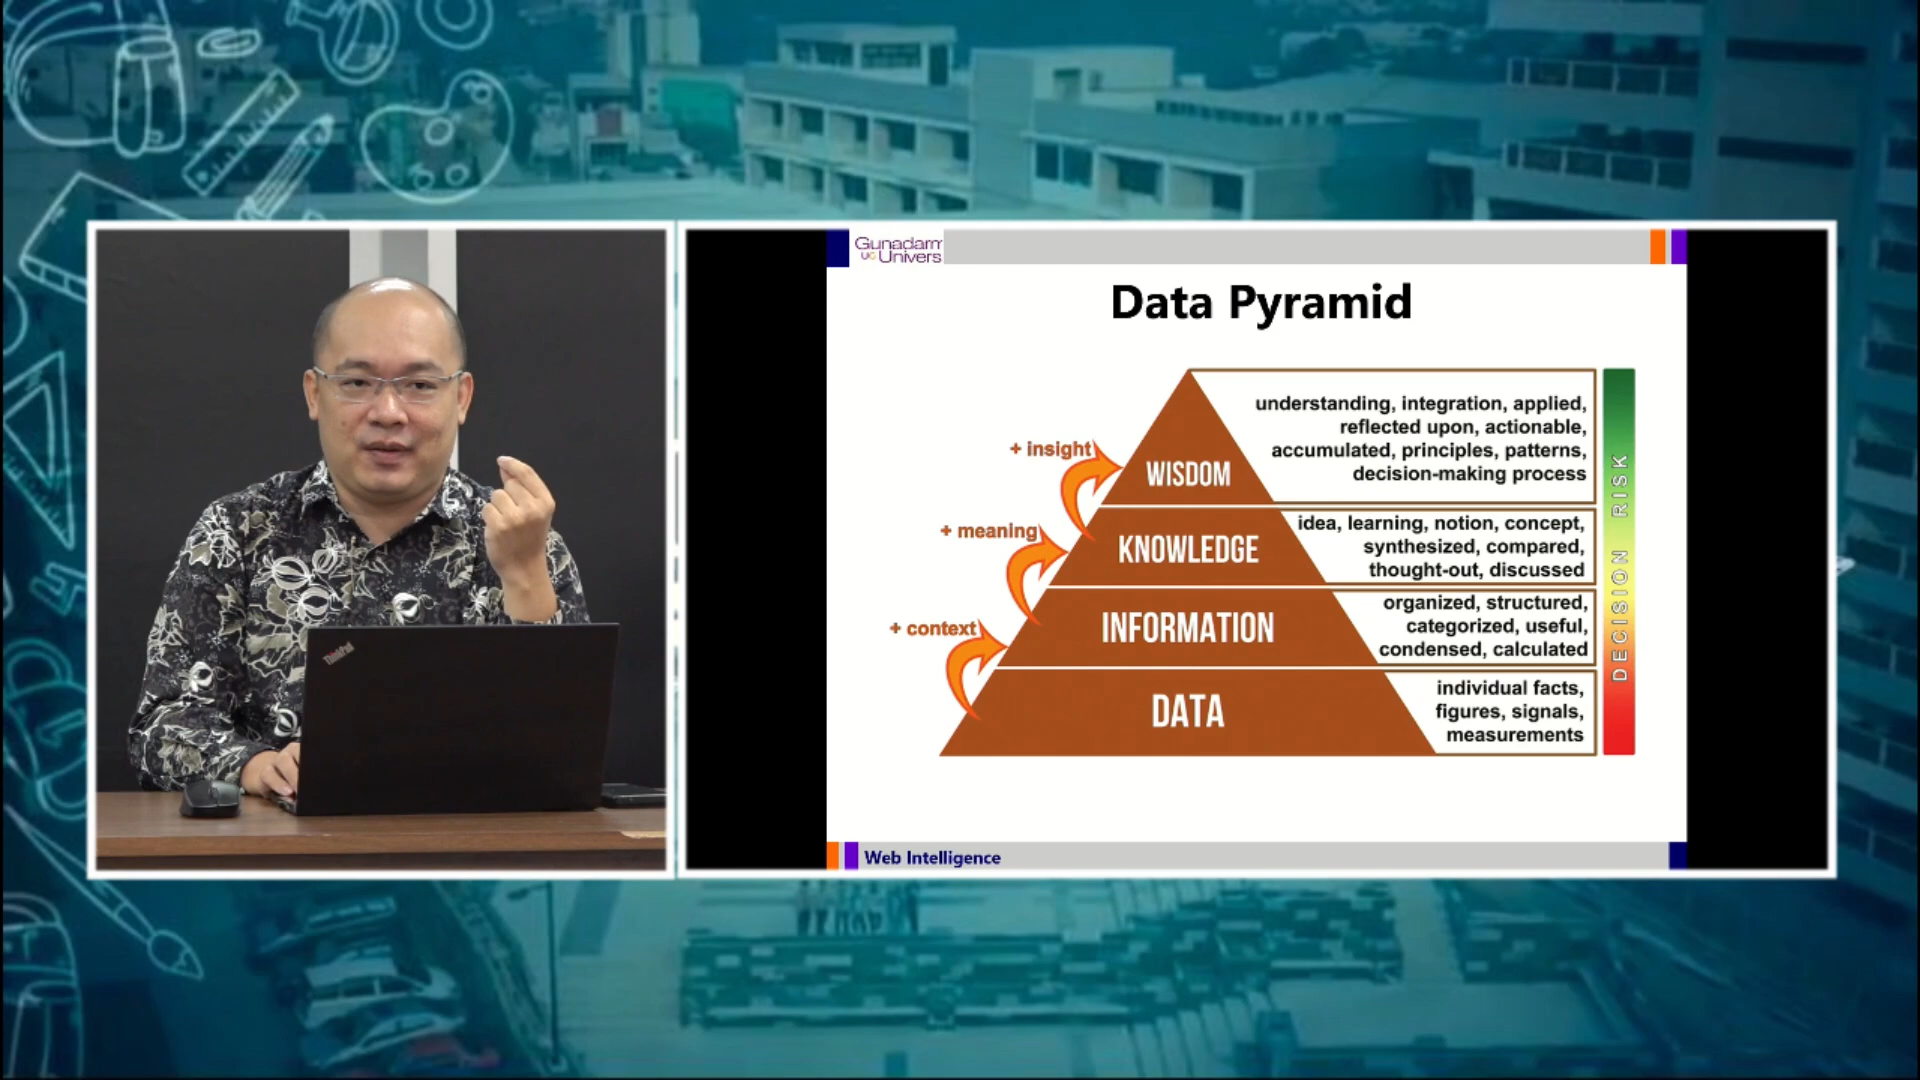 ThinkPad
Gunadarm
UG Univers
Data Pyramid
understanding, integration, applied,
reflected upon, actionable,
accumulated, principles, patterns,
decision-making process
+ insight
WISDOM
idea, learning, notion, concept,
synthesized, compared,
thought-out, discussed
+ meaning
KNOWLEDGE
organized, structured,
categorized, useful,
condensed, calculated
+ context
INFORMATION
individual facts,
figures, signals,
measurements
DATA
DECISION RISK
Web Intelligence